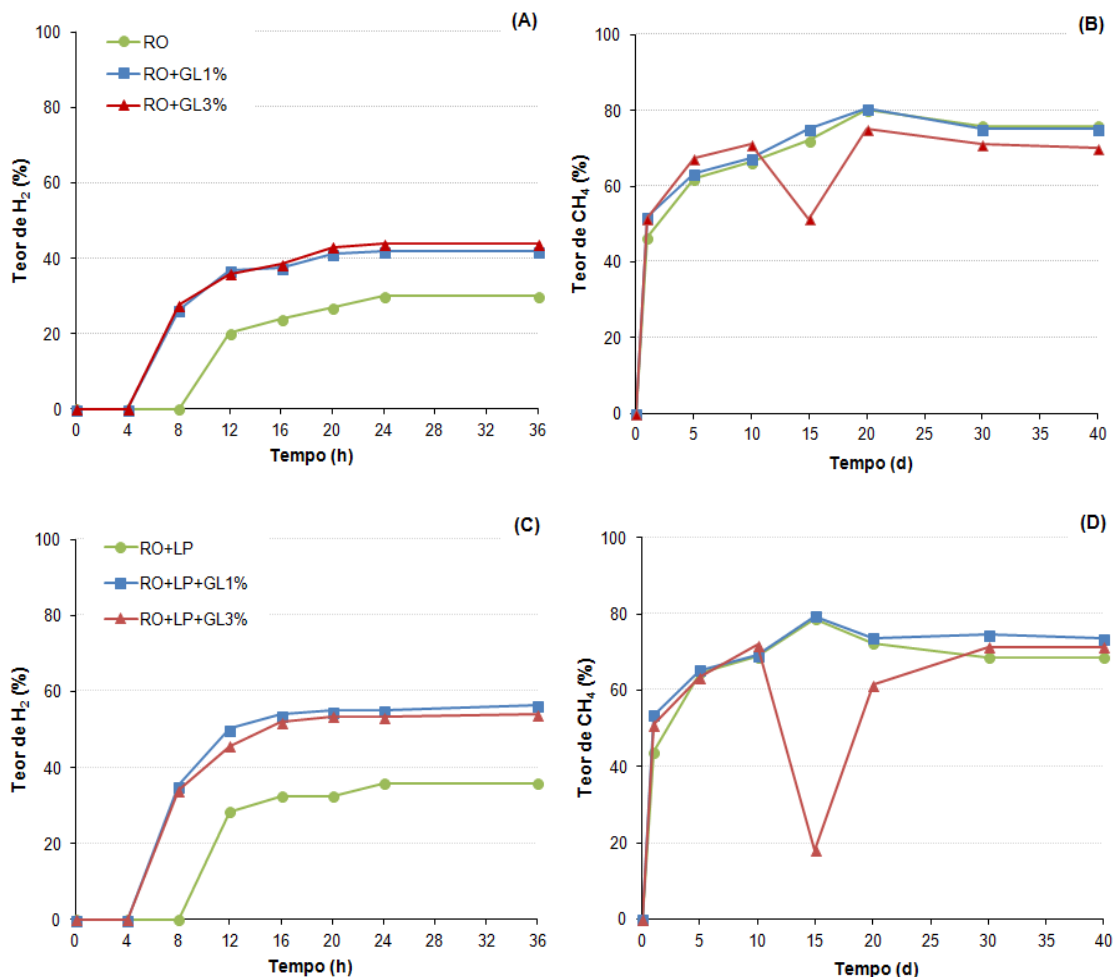 (A)
100
80
60
40
20
0
Teor de H2 (%)
RO
RO+GL1%
RO+GL3%
0 4 8 12 16 20 24 28 32 36
Tempo (h)
(B)
100
80
60
40
20
0
Teor de CH4 (%)
0 5 10 15 20 25 30 35 40
Tempo (d)
(C)
100
80
60
40
20
0
Teor de H2 (%)
RO+LP
RO+LP+GL1%
RO+LP+GL3%
0 4 8 12 16 20 24 28 32 36
Tempo (h)
(D)
100
80
60
40
20
0
Teor de CH4 (%)
0 5 10 15 20 25 30 35 40
Tempo (d)